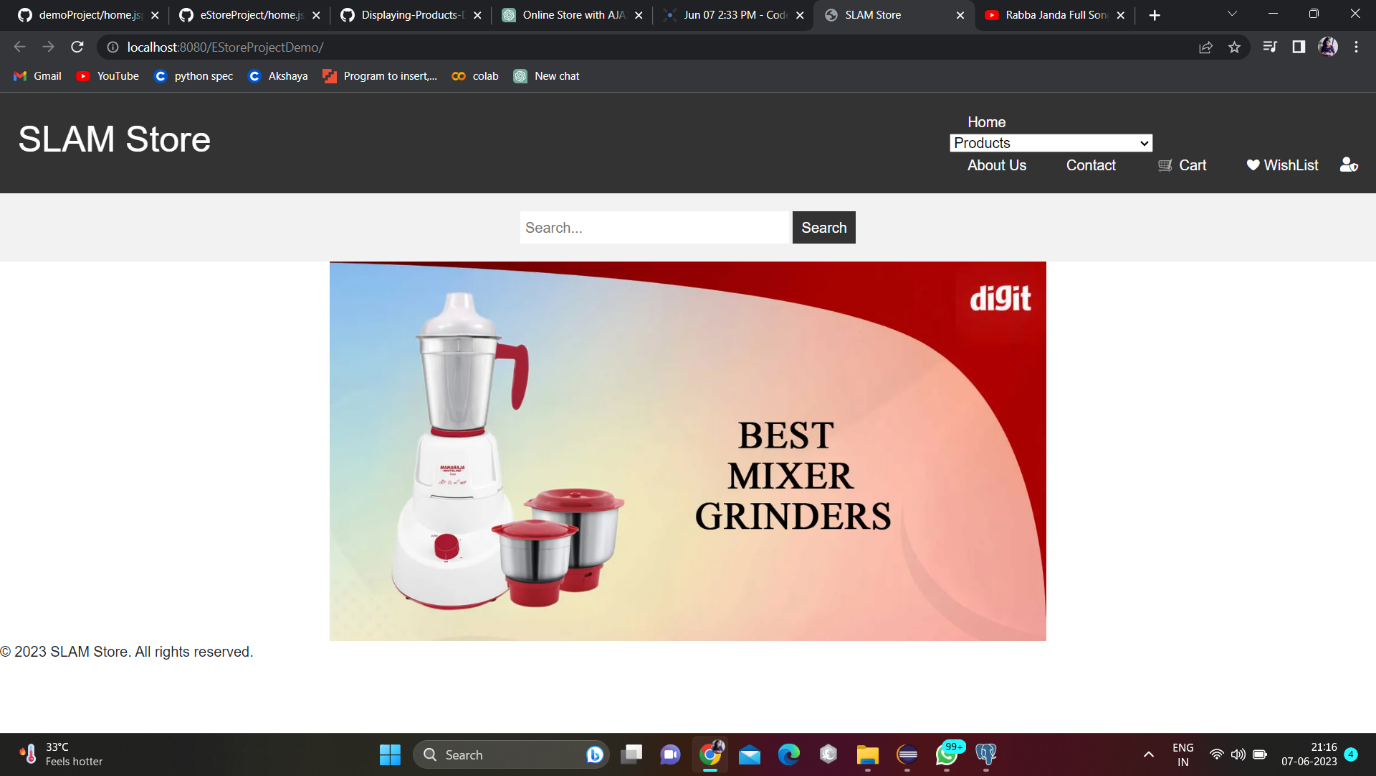 demoProject/home.js
eStoreProject/home.js
Displaying-Products-
Online Store with AJA
Jun 07 2:33 PM - Cod
SLAM Store
Rabba Janda Full Son
localhost:8080/EStoreProjectDemo/
Gmail
YouTube
python spec
Akshaya
Program to insert,...
colab
New chat
SLAM Store
Home
Products
About Us
Contact
Cart
WishList
Search...
Search
digit
BEST
MIXER
GRINDERS
MAHARAJA
© 2023 SLAM Store. All rights reserved.
33°C
Feels hotter
Search
99+
ENG
IN
21:16
07-06-2023
4